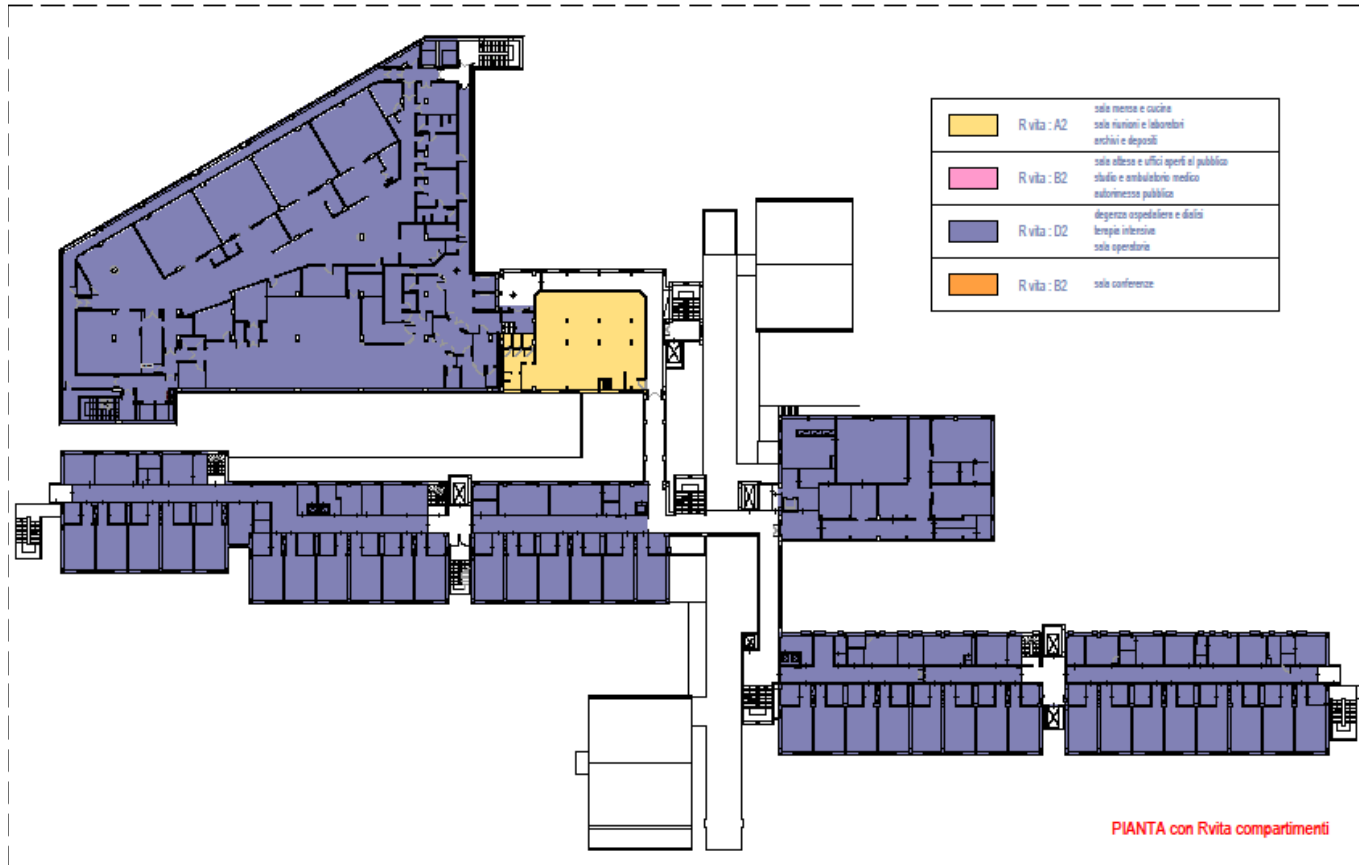 R vita : A2
sala mensa e cucina
sala riunioni e laboratori
archivi e depositi
R vita : B2
sala attesa e uffici aperti al pubblico
studio e ambulatorio medico
autorimessa pubblica
R vita : D2
degenza ospedaliera e dialisi
terapia intensiva
sala operatoria
R vita : B2
sala conferenze
PIANTA con Rvita compartimenti